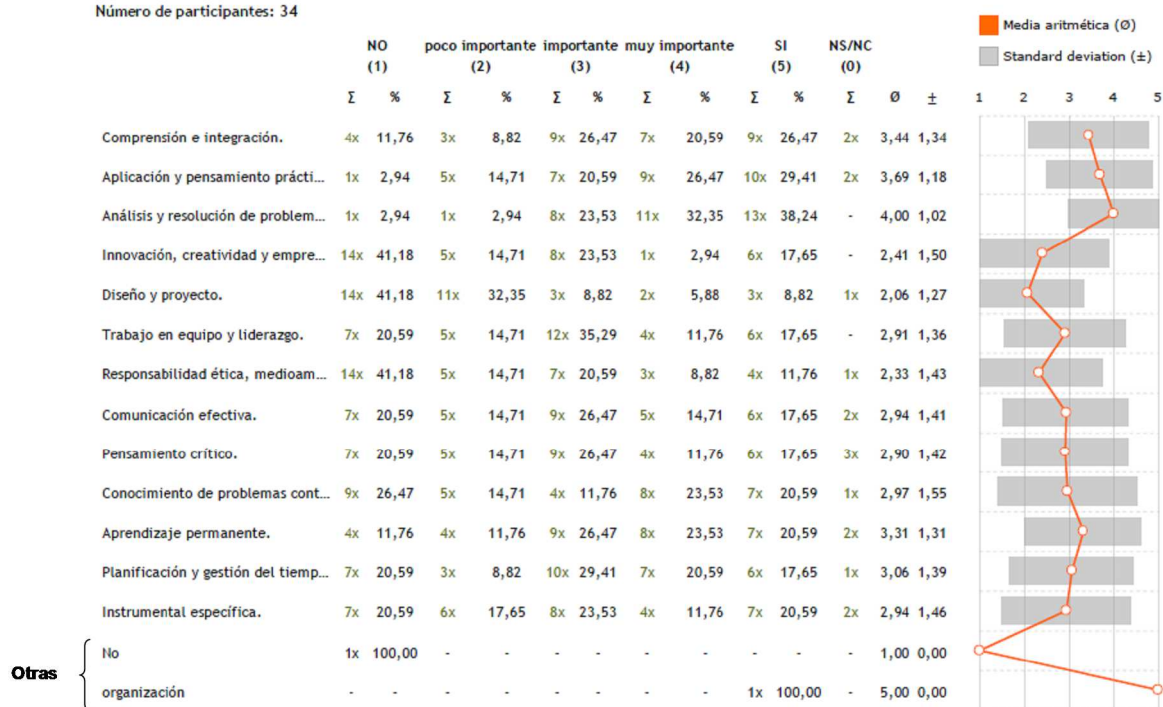 Número de participantes: 34
Media aritmética (Ø)
Standard deviation (±)
NO poco importante importante muy importante SI NS/NC
(1) (2) (3) (4) (5) (0)
Σ % Σ % Σ % Σ % Σ % Σ Ø ± 1 2 3 4 5
Comprensión e integración. 4x 11,76 3x 8,82 9x 26,47 7x 20,59 9x 26,47 2x 3,44 1,34
Aplicación y pensamiento prácti... 1x 2,94 5x 14,71 7x 20,59 9x 26,47 10x 29,41 2x 3,69 1,18
Análisis y resolución de problem... 1x 2,94 1x 2,94 8x 23,53 11x 32,35 13x 38,24 - 4,00 1,02
Innovación, creatividad y empre... 14x 41,18 5x 14,71 8x 23,53 1x 2,94 6x 17,65 - 2,41 1,50
Diseño y proyecto. 14x 41,18 11x 32,35 3x 8,82 2x 5,88 3x 8,82 1x 2,06 1,27
Trabajo en equipo y liderazgo. 7x 20,59 5x 14,71 12x 35,29 4x 11,76 6x 17,65 - 2,91 1,36
Responsabilidad ética, medioam... 14x 41,18 5x 14,71 7x 20,59 3x 8,82 4x 11,76 1x 2,33 1,43
Comunicación efectiva. 7x 20,59 5x 14,71 9x 26,47 5x 14,71 6x 17,65 2x 2,94 1,41
Pensamiento crítico. 7x 20,59 5x 14,71 9x 26,47 4x 11,76 6x 17,65 3x 2,90 1,42
Conocimiento de problemas cont... 9x 26,47 5x 14,71 4x 11,76 8x 23,53 7x 20,59 1x 2,97 1,55
Aprendizaje permanente. 4x 11,76 4x 11,76 9x 26,47 8x 23,53 7x 20,59 2x 3,31 1,31
Planificación y gestión del tiemp... 7x 20,59 3x 8,82 10x 29,41 7x 20,59 6x 17,65 1x 3,06 1,39
Instrumental específica. 7x 20,59 6x 17,65 8x 23,53 4x 11,76 7x 20,59 2x 2,94 1,46
No 1x 100,00 - - - - - - - - - 1,00 0,00
Otras
organización - - - - - - - - 1x 100,00 - 5,00 0,00